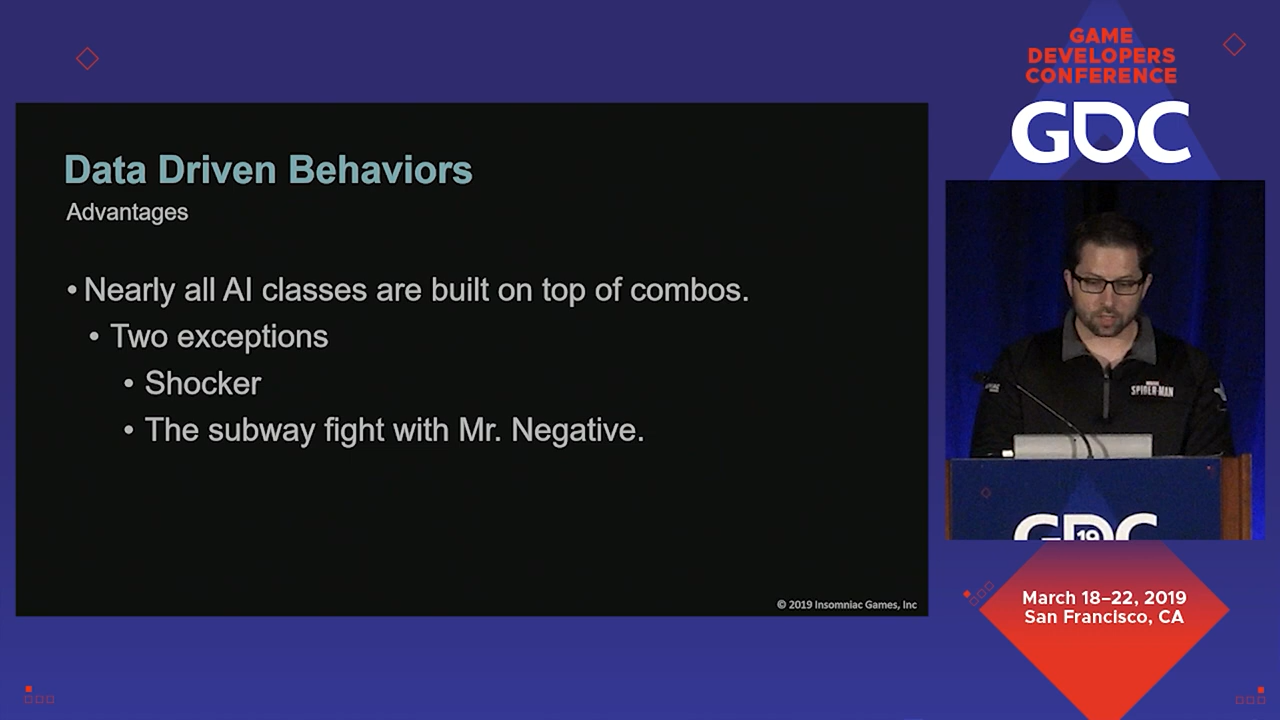 GAME
DEVELOPERS
CONFERENCE
GDC
Data Driven Behaviors
Advantages
• Nearly all AI classes are built on top of combos.
• Two exceptions
• Shocker
• The subway fight with Mr. Negative.
© 2019 Insomniac Games, Inc
MARVEL
SPIDER-MAN
GDC
19
March 18–22, 2019
San Francisco, CA